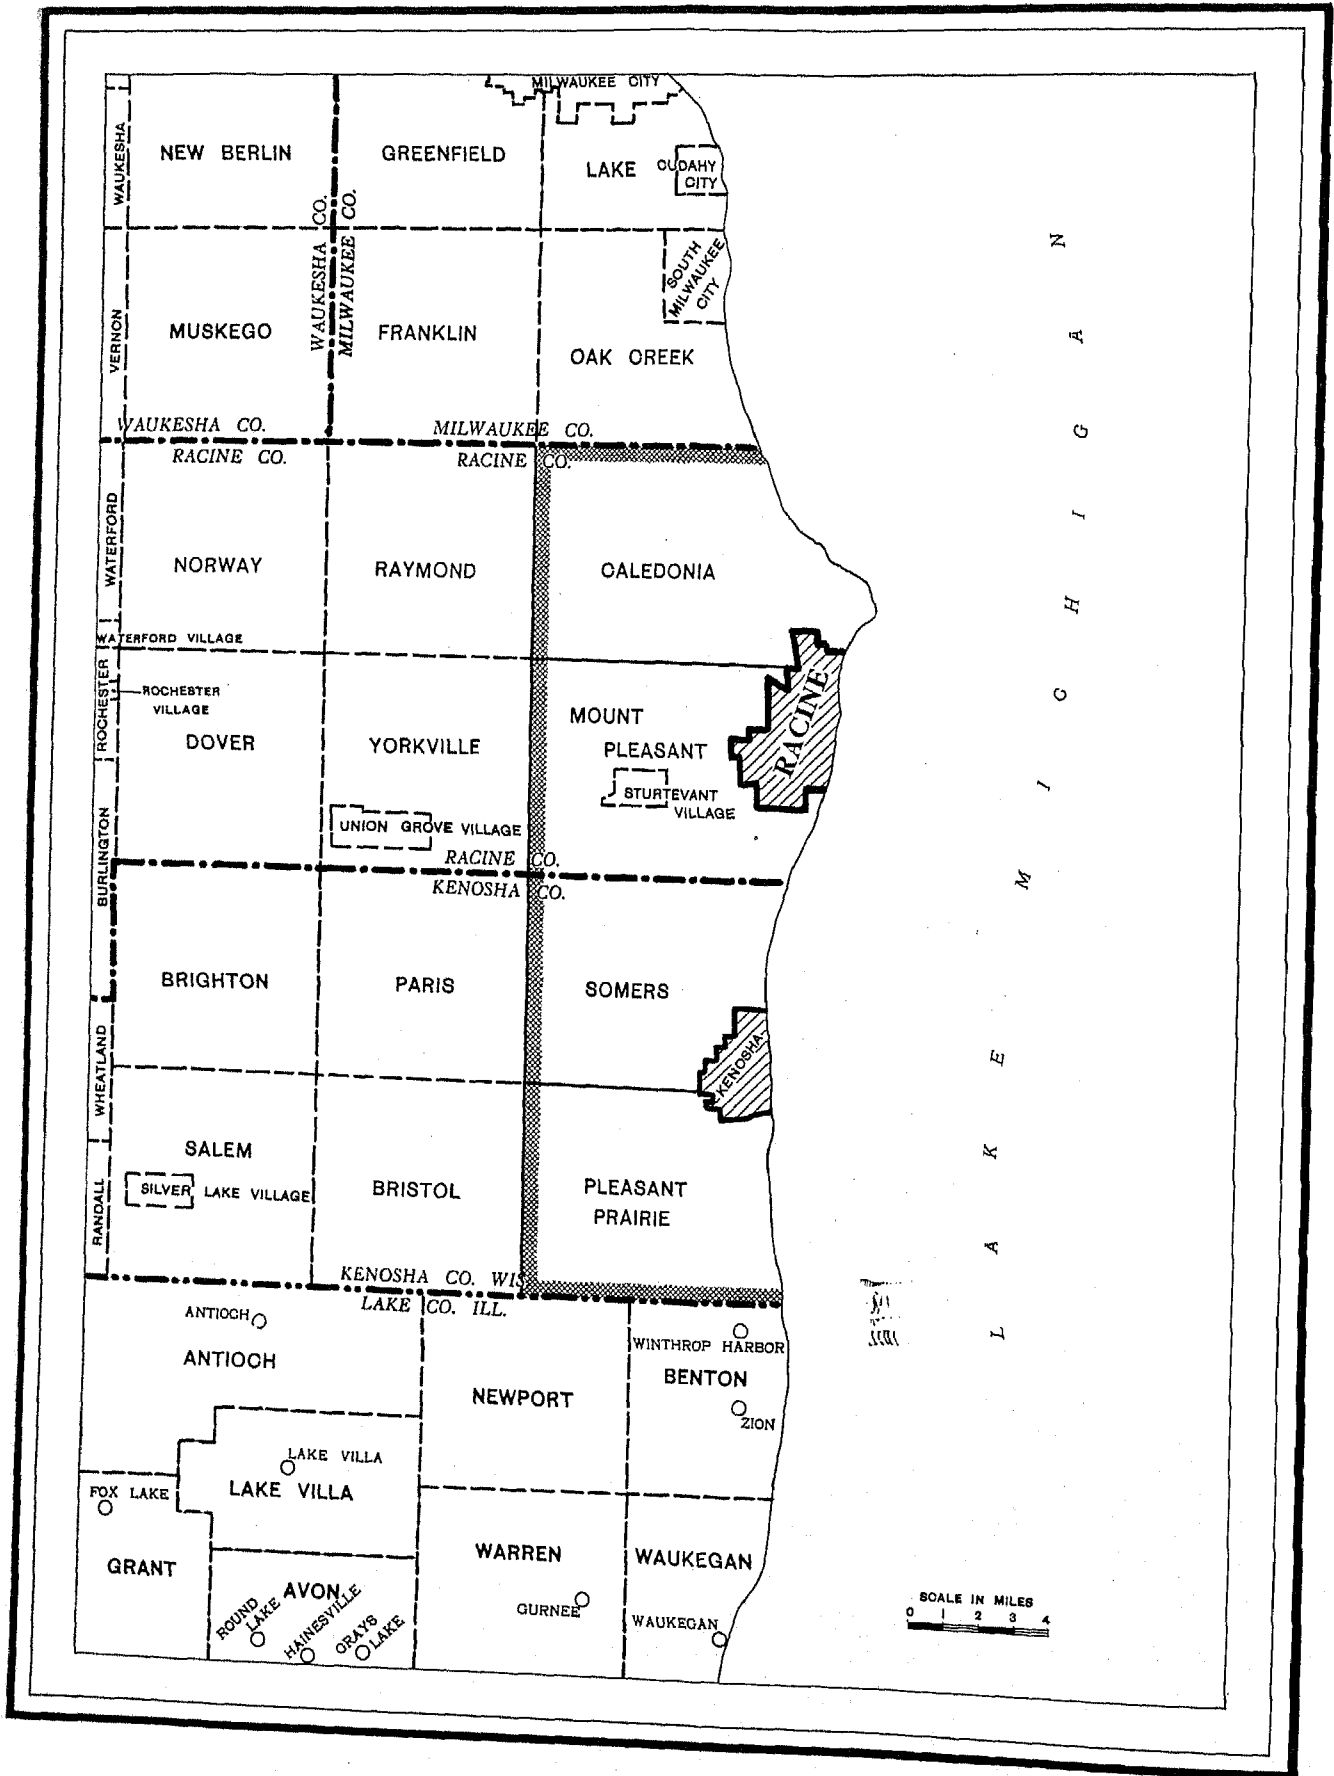 MILWAUKEE CITY
WAUKESHA
NEW BERLIN
GREENFIELD
LAKE
CUDAHY
CITY
WAUKESHA CO.
MILWAUKEE CO.
SOUTH
MILWAUKEE
CITY
VERNON
MUSKEGO
FRANKLIN
OAK CREEK
WAUKESHA CO.
MILWAUKEE CO.
RACINE CO.
RACINE CO.
WATERFORD
NORWAY
RAYMOND
CALEDONIA
WATERFORD VILLAGE
ROCHESTER
ROCHESTER
VILLAGE
DOVER
YORKVILLE
MOUNT
PLEASANT
RACINE
STURTEVANT
VILLAGE
BURLINGTON
UNION GROVE VILLAGE
RACINE CO.
KENOSHA CO.
BRIGHTON
PARIS
SOMERS
KENOSHA
WHEATLAND
SALEM
SILVER LAKE VILLAGE
RANDALL
BRISTOL
PLEASANT
PRAIRIE
KENOSHA CO. WIS
LAKE CO. ILL.
LAKE MICHIGAN
ANTIOCH
ANTIOCH
WINTHROP HARBOR
BENTON
NEWPORT
ZION
LAKE VILLA
LAKE VILLA
FOX LAKE
GRANT
WARREN
WAUKEGAN
AVON
ROUND
LAKE
HAINESVILLE
GRAYS
LAKE
GURNEE
WAUKEGAN
SCALE IN MILES
0 1 2 3 4